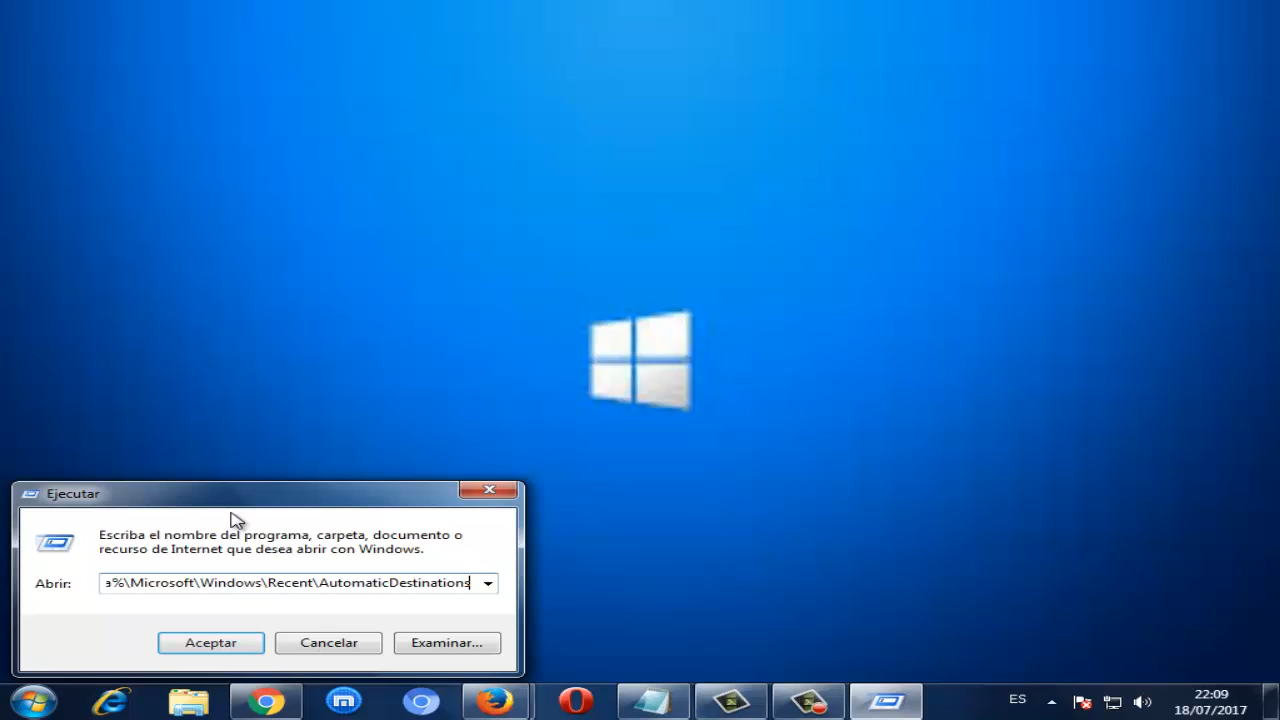 Ejecutar
Escriba el nombre del programa, carpeta, documento o
recurso de Internet que desea abrir con Windows.
Abrir: a%\Microsoft\Windows\Recent\AutomaticDestinations
Aceptar Cancelar Examinar...
ES
22:09
18/07/2017